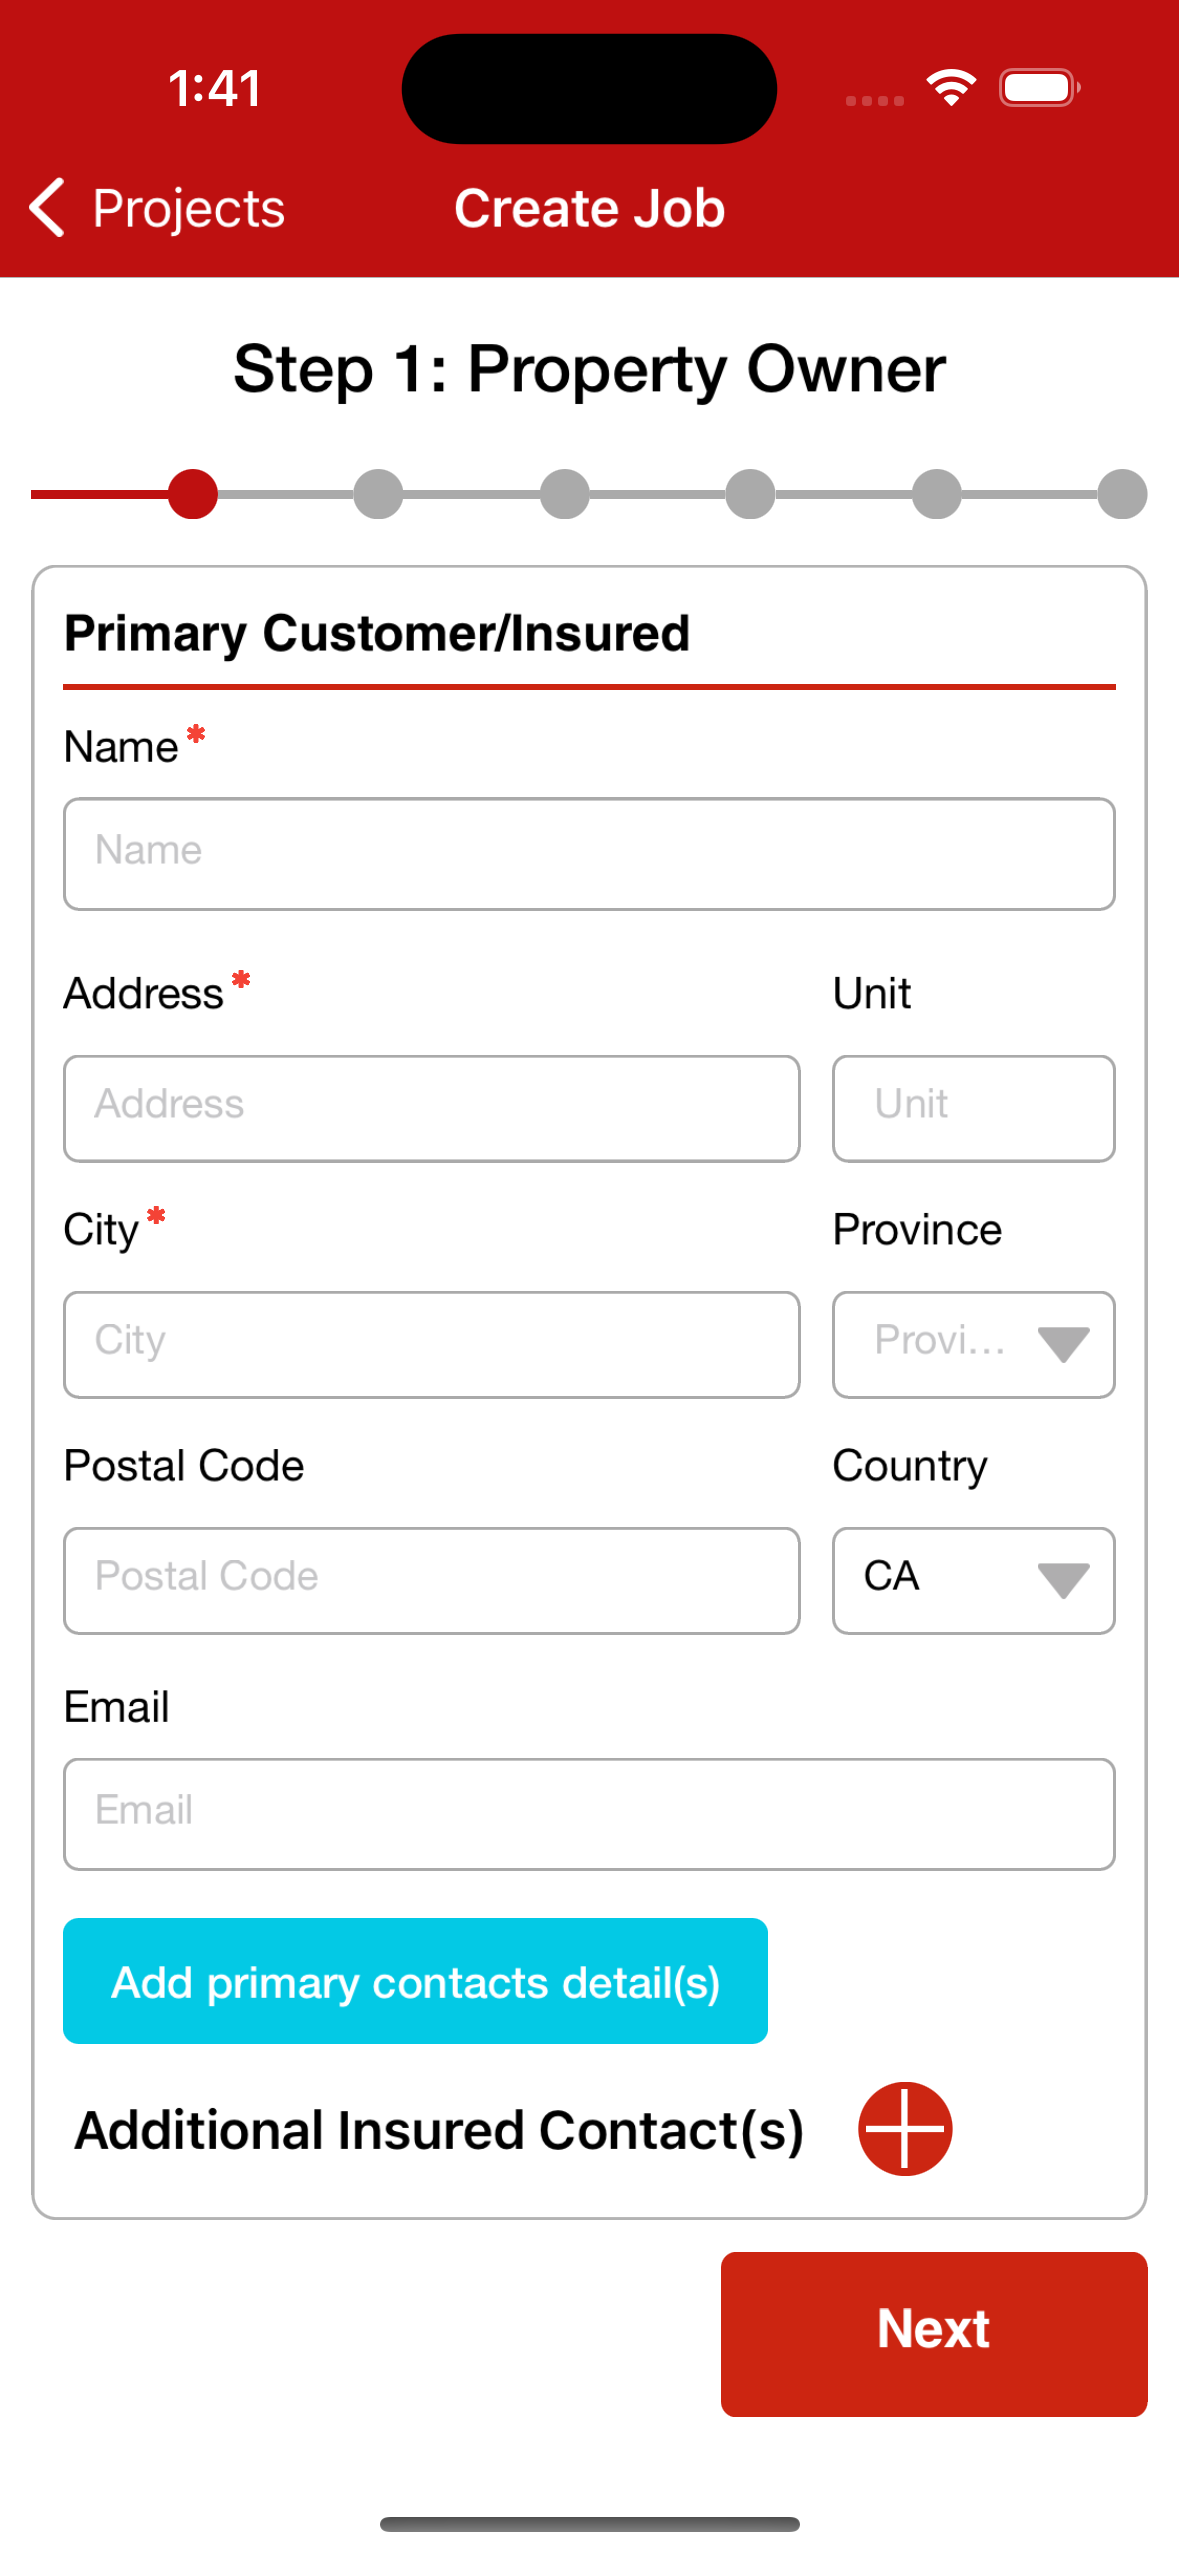 1:41
Projects
Create Job
Step 1: Property Owner
Primary Customer/Insured
Name*
Name
Address* Unit
Address Unit
City* Province
City Provi...
Postal Code Country
Postal Code CA
Email
Email
Add primary contacts detail(s)
Additional Insured Contact(s)
Next